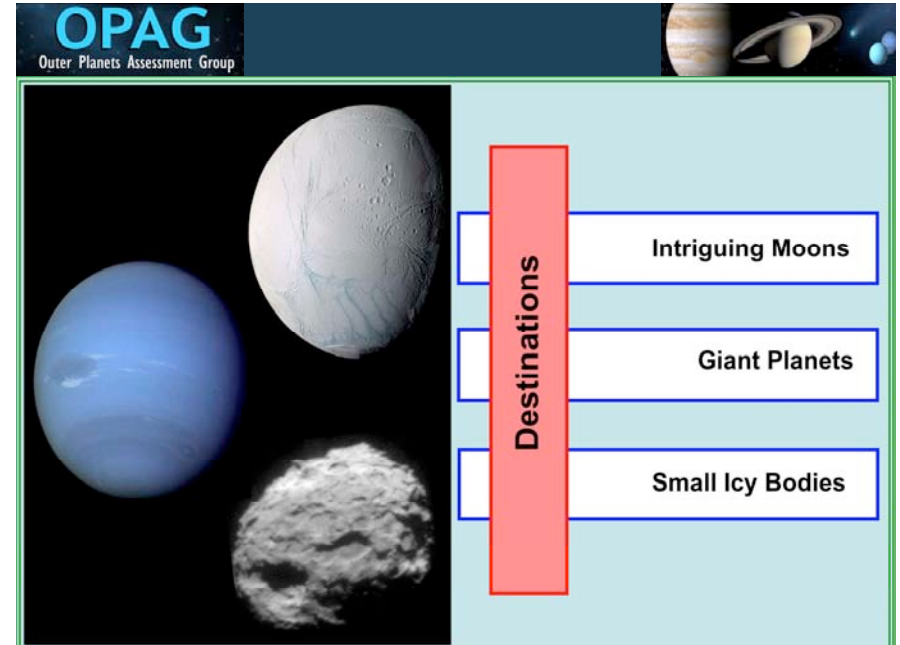 OPAG
Outer Planets Assessment Group
Destinations
Intriguing Moons
Giant Planets
Small Icy Bodies